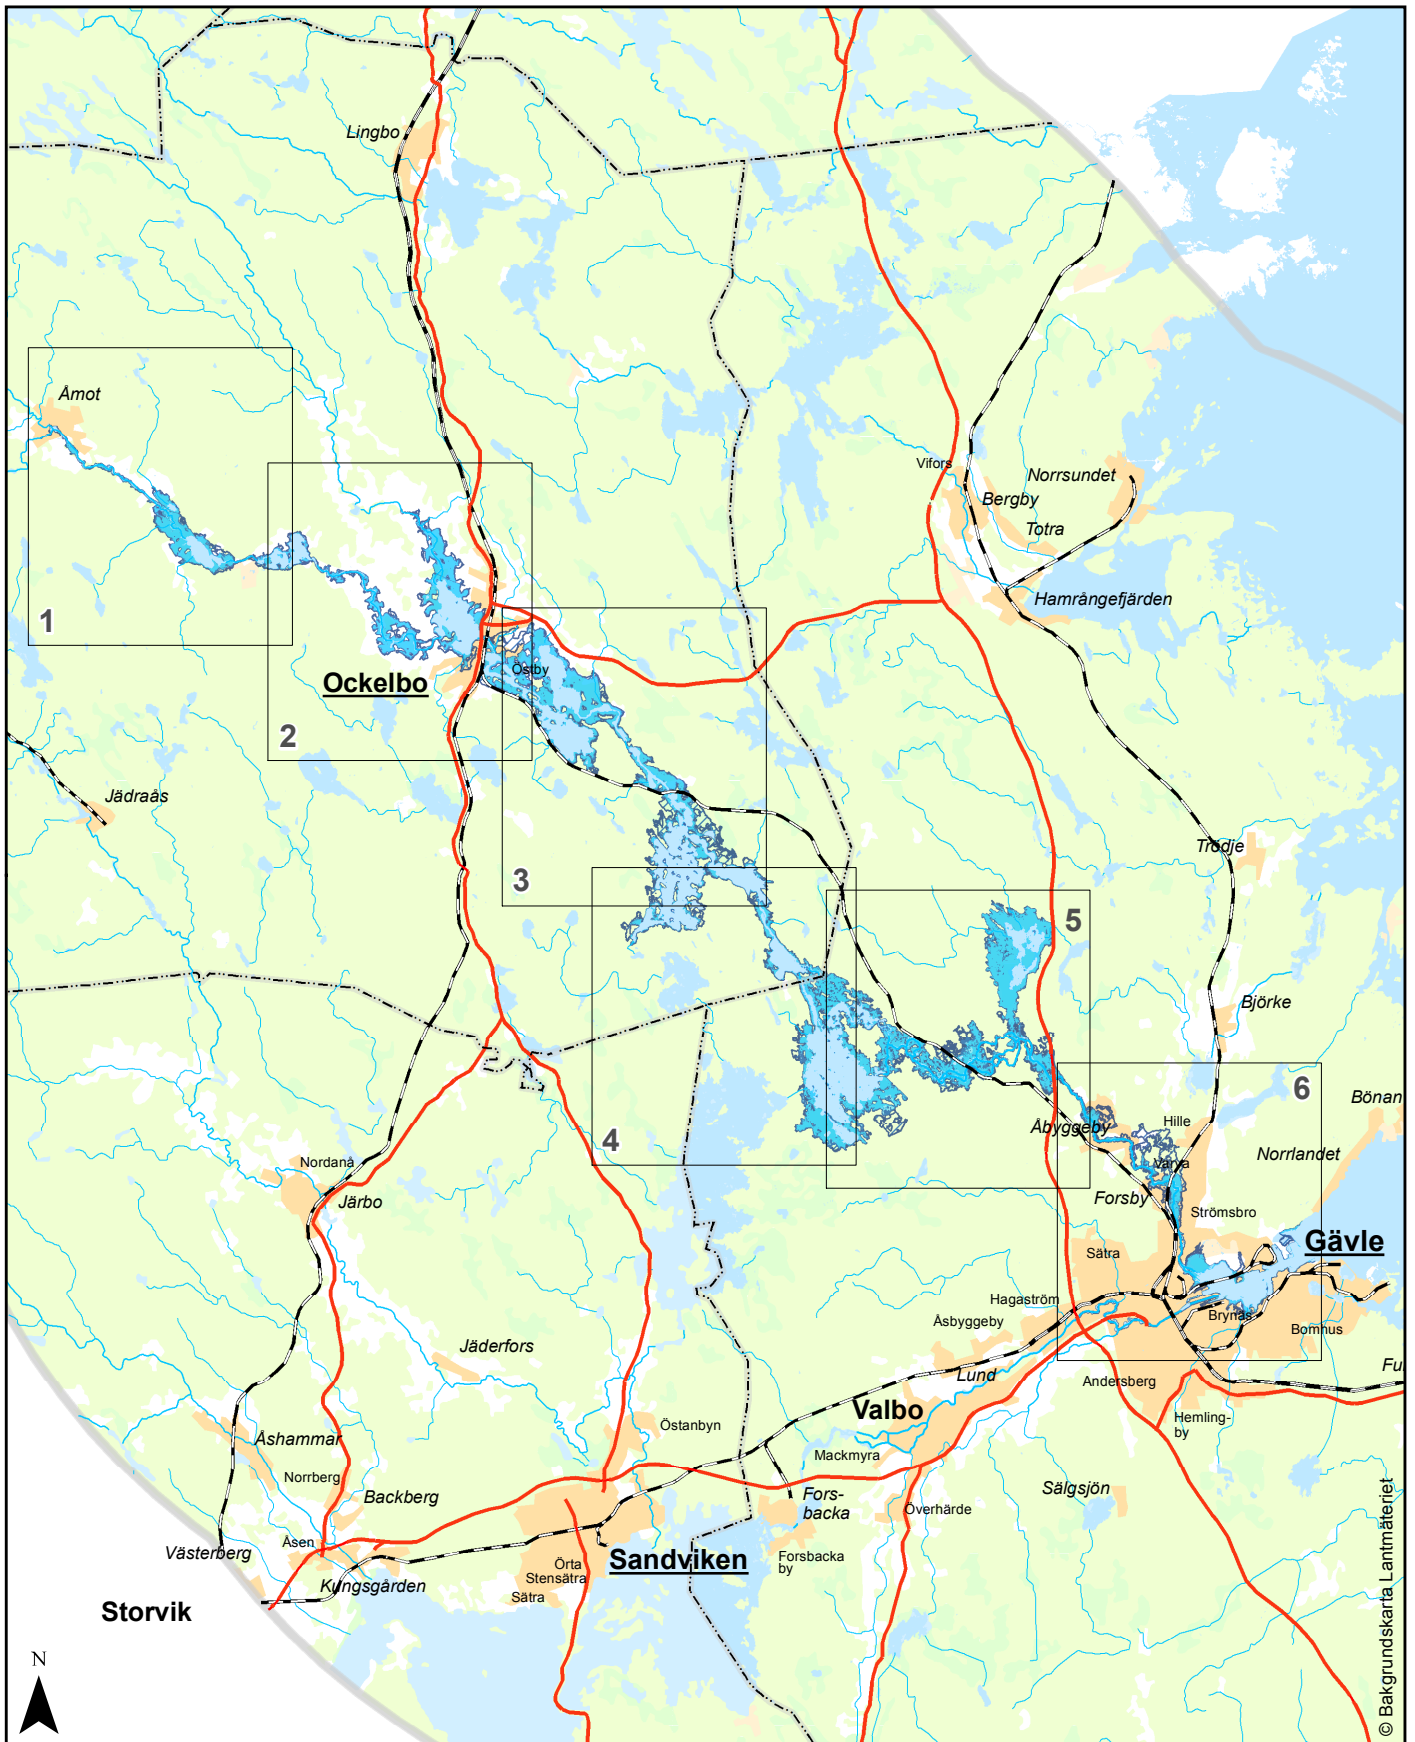 Lingbo
Åmot
Vifors
Norrsundet
Bergby
Totra
Hamrångefjärden
1
Östby
Ockelbo
2
Jädraås
Trödje
3
5
Björke
6
Bönan
Hille
Åbyggeby
4
Varva
Norrlandet
Nordanå
Järbo
Forsby
Strömsbro
Gävle
Sätra
Hagaström
Åsbyggeby
Brynäs
Bomhus
Jäderfors
Fu
Lund
Andersberg
Valbo
Hemling-
by
Östanbyn
Åshammar
Mackmyra
Norrberg
Sälgsjön
Backberg
Fors-
backa
Överhärde
Åsen
Västerberg
Sandviken
Forsbacka
by
Örta
Stensätra
Kungsgården
Sätra
Storvik
N
© Bakgrundskarta Lantmäteriet